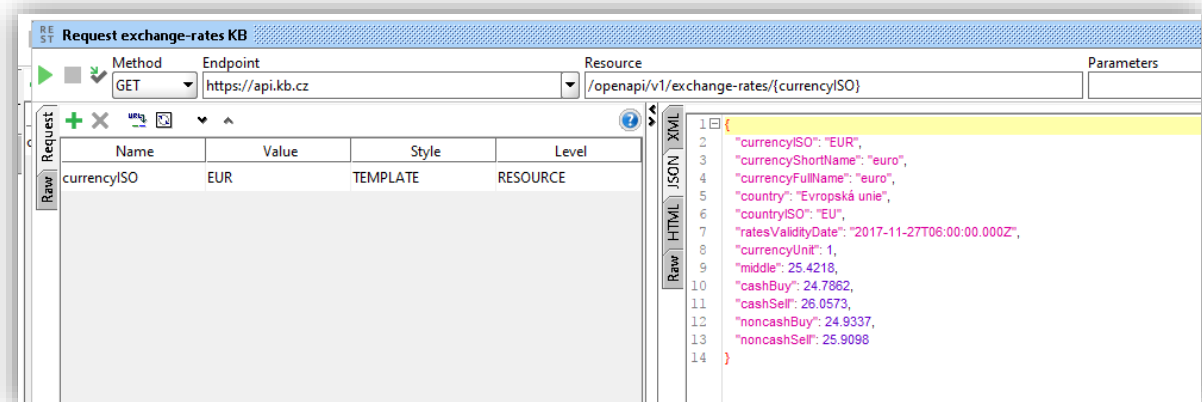 RE
ST Request exchange-rates KB
Method Endpoint Resource Parameters
GET https://api.kb.cz /openapi/v1/exchange-rates/{currencyISO}
Request
Raw
Name Value Style Level
currencyISO EUR TEMPLATE RESOURCE
XML
JSON
HTML
Raw
1 {
2 "currencyISO": "EUR",
3 "currencyShortName": "euro",
4 "currencyFullName": "euro",
5 "country": "Evropská unie",
6 "countryISO": "EU",
7 "ratesValidityDate": "2017-11-27T06:00:00.000Z",
8 "currencyUnit": 1,
9 "middle": 25.4218,
10 "cashBuy": 24.7862,
11 "cashSell": 26.0573,
12 "noncashBuy": 24.9337,
13 "noncashSell": 25.9098
14 }